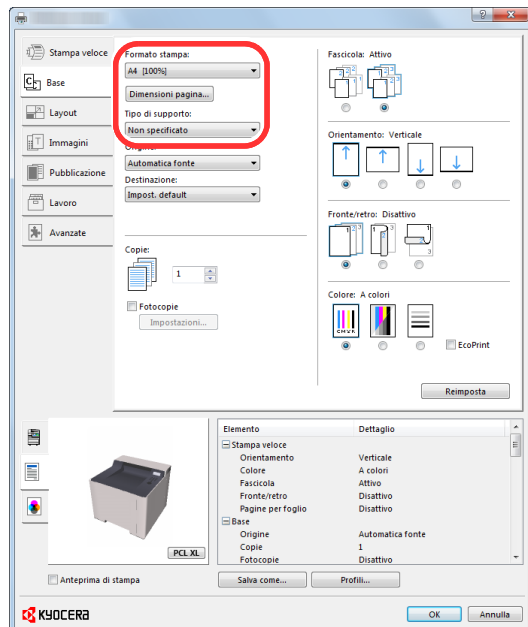 Stampa veloce
Base
Layout
Immagini
Pubblicazione
Lavoro
Avanzate
Formato stampa:
A4 [100%]
Dimensioni pagina...
Tipo di supporto:
Non specificato
Origine:
Automatica fonte
Destinazione:
Impost. default
Copie:
1
Fotocopie
Impostazioni...
Fascicola: Attivo
Orientamento: Verticale
Fronte/retro: Disattivo
Colore: A colori
CMYK
EcoPrint
Reimposta
PCL XL
Anteprima di stampa
Elemento Dettaglio
Stampa veloce
Orientamento Verticale
Colore A colori
Fascicola Attivo
Fronte/retro Disattivo
Pagine per foglio Disattivo
Base
Origine Automatica fonte
Copie 1
Fotocopie Disattivo
Salva come... Profili...
KYOCERA
OK Annulla